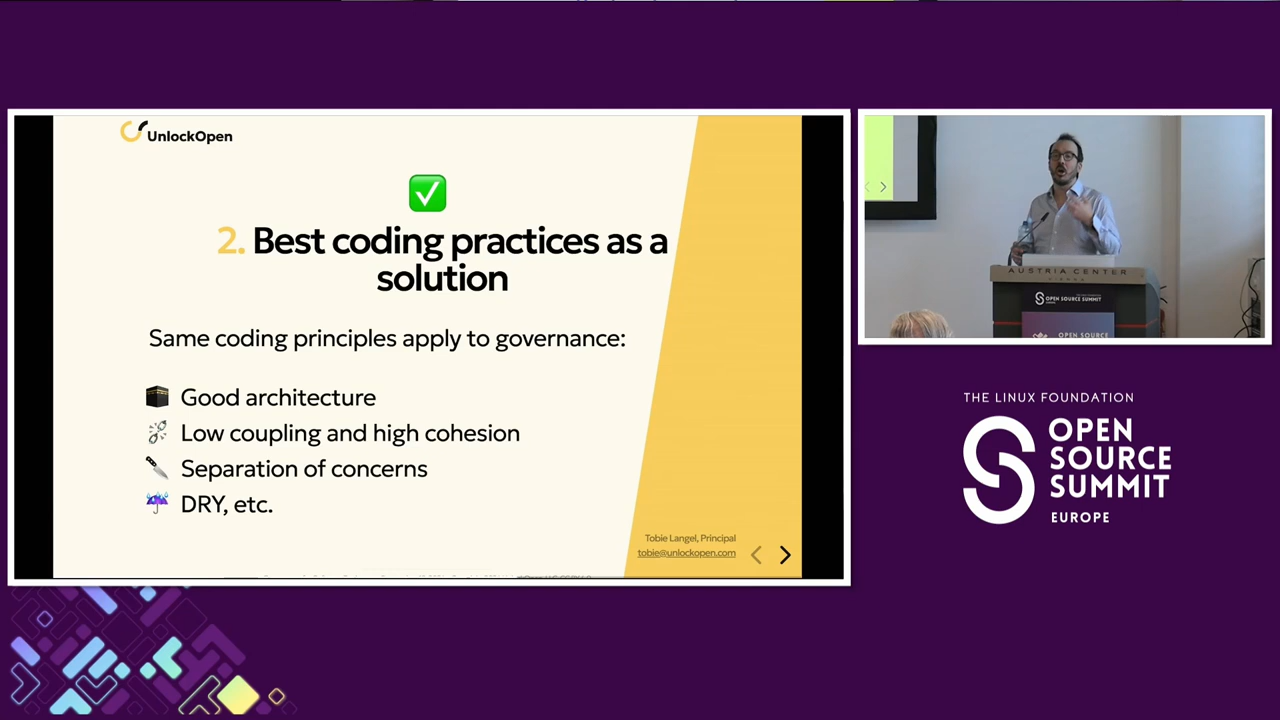 UnlockOpen
2. Best coding practices as a
solution
Same coding principles apply to governance:
Good architecture
Low coupling and high cohesion
Separation of concerns
DRY, etc.
Tobie Langel, Principal
tobie@unlockopen.com
AUSTRIA CENTER
OPEN SOURCE SUMMIT
OPEN SOURCE
THE LINUX FOUNDATION
OPEN
SOURCE
SUMMIT
EUROPE